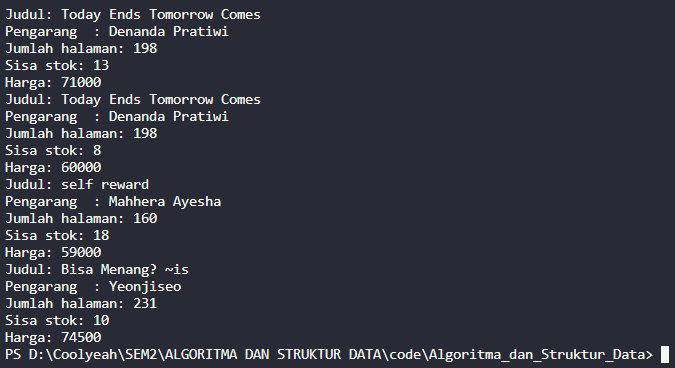 Judul: Today Ends Tomorrow Comes
Pengarang  : Denanda Pratiwi
Jumlah halaman: 198
Sisa stok: 13
Harga: 71000
Judul: Today Ends Tomorrow Comes
Pengarang  : Denanda Pratiwi
Jumlah halaman: 198
Sisa stok: 8
Harga: 60000
Judul: self reward
Pengarang  : Mahhera Ayesha
Jumlah halaman: 160
Sisa stok: 18
Harga: 59000
Judul: Bisa Menang? ~is
Pengarang  : Yeonjiseo
Jumlah halaman: 231
Sisa stok: 10
Harga: 74500
PS D:\Coolyeah\SEM2\ALGORITMA DAN STRUKTUR DATA\code\Algoritma_dan_Struktur_Data>